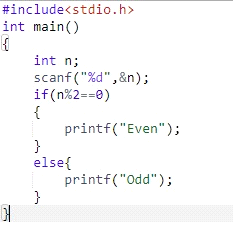 #include<stdio.h>
int main()
{
    int n;
    scanf("%d",&n);
    if(n%2==0)
    {
        printf("Even");
    }
    else{
        printf("Odd");
    }
}